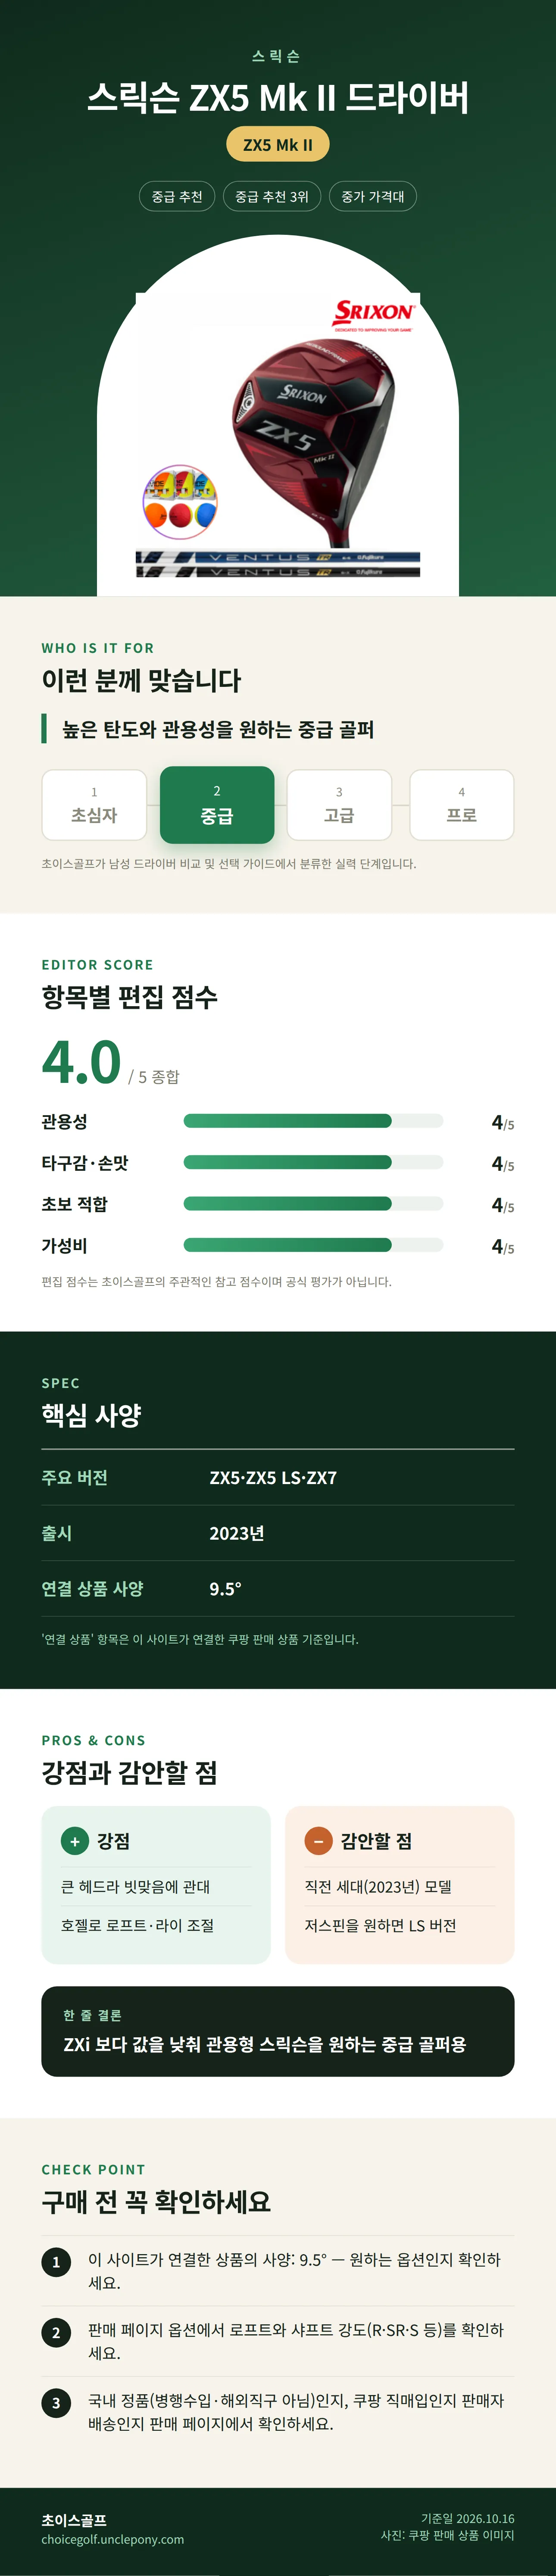 스릭슨
스릭슨 ZX5 Mk II 드라이버
ZX5 Mk II
중급 추천
중급 추천 3위
중가 가격대
SRIXON
DEDICATED TO IMPROVING YOUR GAME
SRIXON
ZX5
Mk II
VENTUS TR Fujikura
VENTUS TR Fujikura
WHO IS IT FOR
이런 분께 맞습니다
높은 탄도와 관용성을 원하는 중급 골퍼
1
초심자
2
중급
3
고급
4
프로
초이스골프가 남성 드라이버 비교 및 선택 가이드에서 분류한 실력 단계입니다.
EDITOR SCORE
항목별 편집 점수
4.0 / 5 종합
관용성 4/5
타구감·손맛 4/5
초보 적합 4/5
가성비 4/5
편집 점수는 초이스골프의 주관적인 참고 점수이며 공식 평가가 아닙니다.
SPEC
핵심 사양
주요 버전 ZX5·ZX5 LS·ZX7
출시 2023년
연결 상품 사양 9.5°
'연결 상품' 항목은 이 사이트가 연결한 쿠팡 판매 상품 기준입니다.
PROS & CONS
강점과 감안할 점
+ 강점
큰 헤드라 빗맞음에 관대
호젤로 로프트·라이 조절
− 감안할 점
직전 세대(2023년) 모델
저스핀을 원하면 LS 버전
한 줄 결론
ZXi 보다 값을 낮춰 관용형 스릭슨을 원하는 중급 골퍼용
CHECK POINT
구매 전 꼭 확인하세요
1 이 사이트가 연결한 상품의 사양: 9.5° — 원하는 옵션인지 확인하
세요.
2 판매 페이지 옵션에서 로프트와 샤프트 강도(R·SR·S 등)를 확인하
세요.
3 국내 정품(병행수입·해외직구 아님)인지, 쿠팡 직매입인지 판매자
배송인지 판매 페이지에서 확인하세요.
초이스골프
choicegolf.unclepony.com
기준일 2026.10.16
사진: 쿠팡 판매 상품 이미지